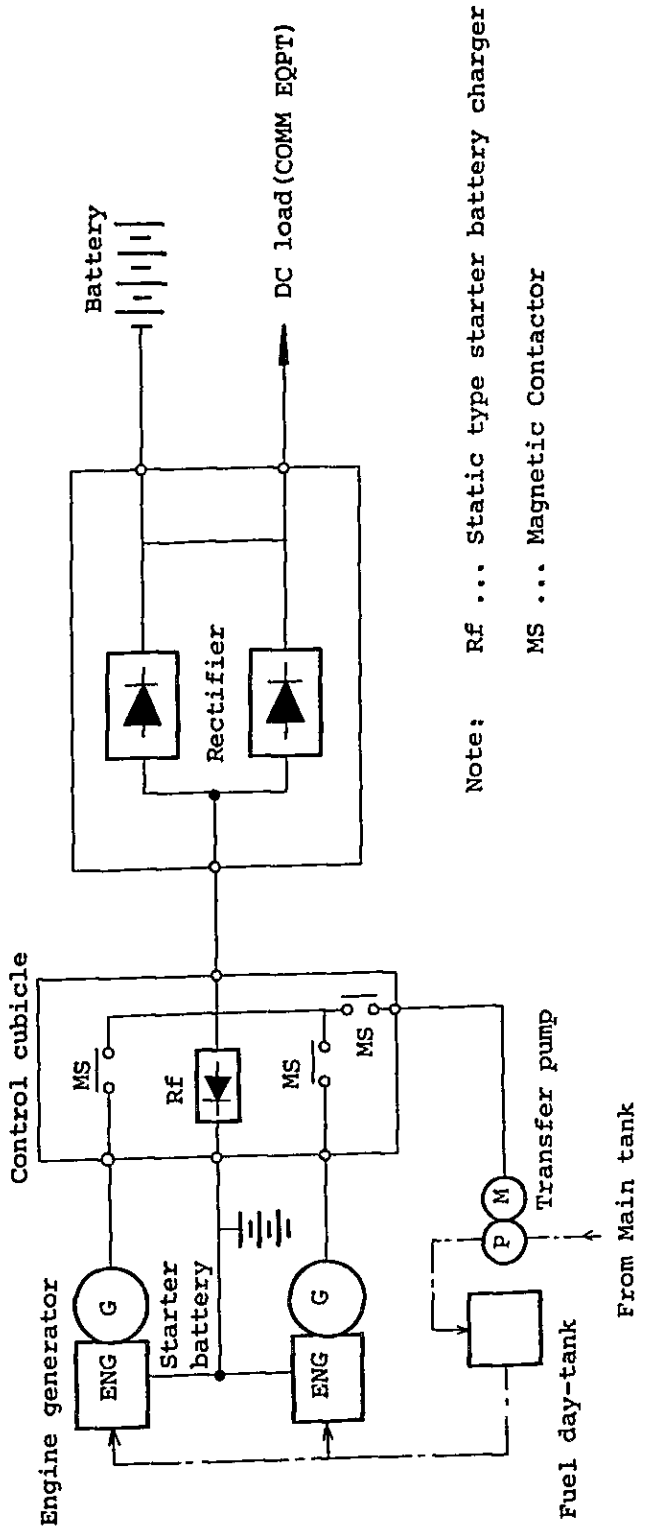 Engine generator
ENG
G
Starter
battery
ENG
G
Control cubicle
MS
Rf
MS
MS
Rectifier
Battery
DC load(COMM EQPT)
P
M
Transfer pump
Fuel day-tank
From Main tank
Note: Rf ... Static type starter battery charger
MS ... Magnetic Contactor